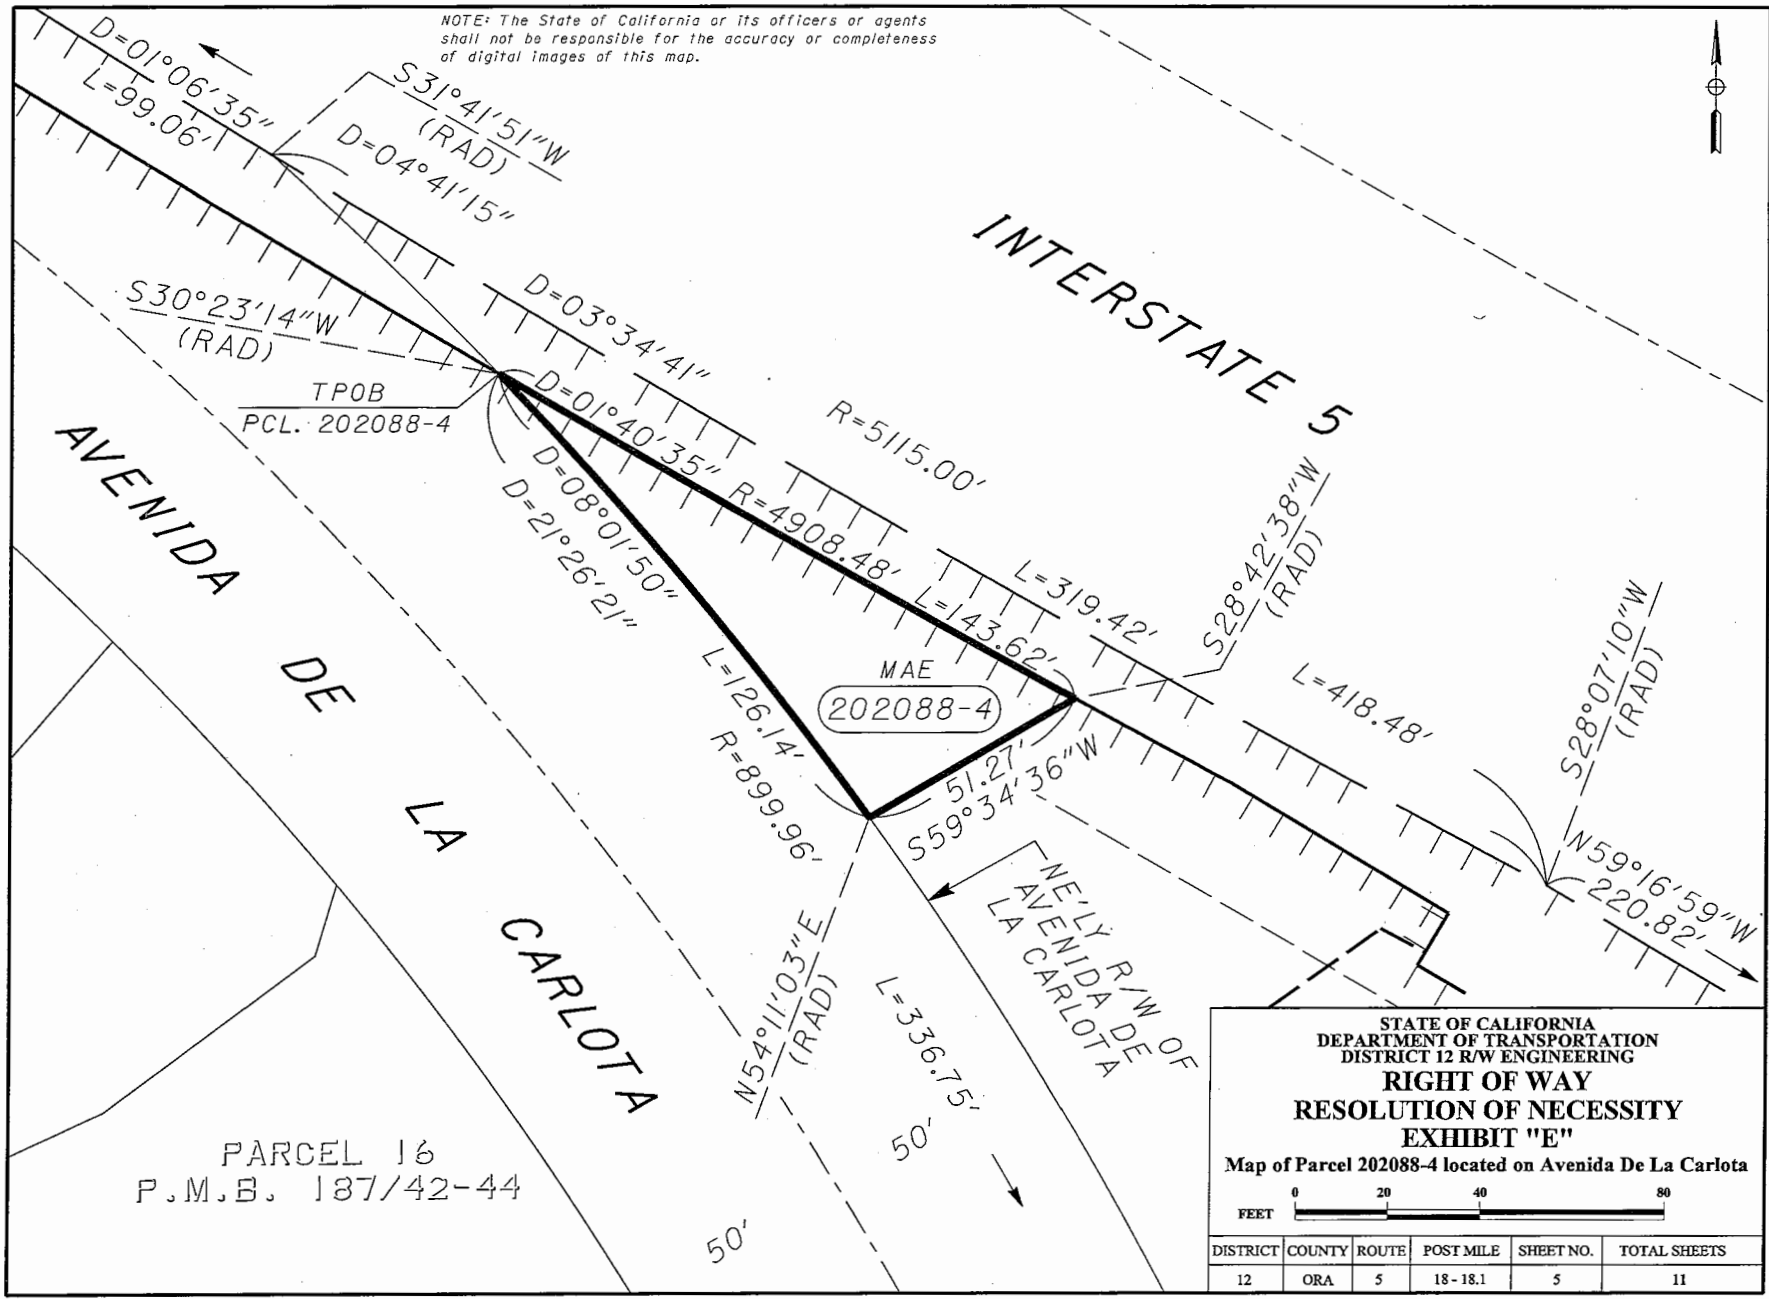 NOTE: The State of California or its officers or agents
shall not be responsible for the accuracy or completeness
of digital images of this map.
D=01°06'35"
L=99.06'
S31°41'51"W
(RAD)
D=04°41'15"
S30°23'14"W
(RAD)
TPOB
PCL. 202088-4
D=03°34'41"
D=01°40'35"
R=5115.00'
INTERSTATE 5
R=4908.48'
D=08°01'50"
D=21°26'21"
L=319.42'
L=143.62'
S28°42'38"W
(RAD)
L=418.48'
S28°07'10"W
(RAD)
MAE
202088-4
L=126.14'
R=899.96'
51.27'
S59°34'36"W
N59°16'59"W
220.82'
AVENIDA DE LA CARLOTA
NE'LY R/W OF
AVENIDA DE
LA CARLOTA
N54°11'03"E
(RAD)
L=336.75'
50'
50'
PARCEL 16
P.M.B. 187/42-44
STATE OF CALIFORNIA
DEPARTMENT OF TRANSPORTATION
DISTRICT 12 R/W ENGINEERING
RIGHT OF WAY
RESOLUTION OF NECESSITY
EXHIBIT "E"
Map of Parcel 202088-4 located on Avenida De La Carlota
0 20 40 80
FEET
DISTRICT COUNTY ROUTE POST MILE SHEET NO. TOTAL SHEETS
12 ORA 5 18 - 18.1 5 11